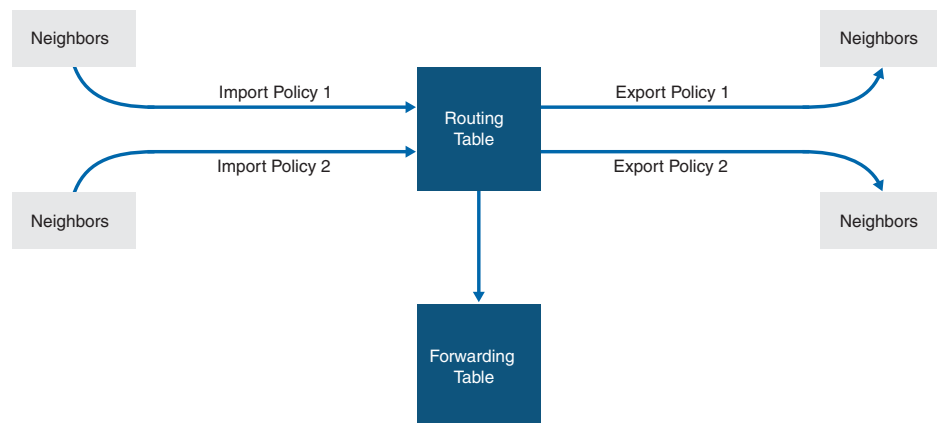 Neighbors
Neighbors
Import Policy 1
Export Policy 1
Routing
Table
Import Policy 2
Export Policy 2
Neighbors
Neighbors
Forwarding
Table